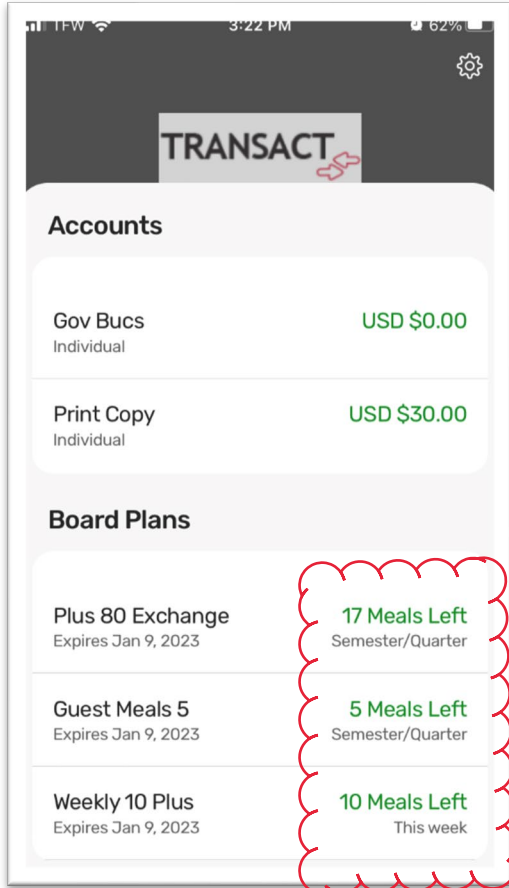 TFW 3:22 PM 62%
TRANSACT
Accounts
Gov Bucs USD $0.00
Individual
Print Copy USD $30.00
Individual
Board Plans
Plus 80 Exchange 17 Meals Left
Expires Jan 9, 2023 Semester/Quarter
Guest Meals 5 5 Meals Left
Expires Jan 9, 2023 Semester/Quarter
Weekly 10 Plus 10 Meals Left
Expires Jan 9, 2023 This week